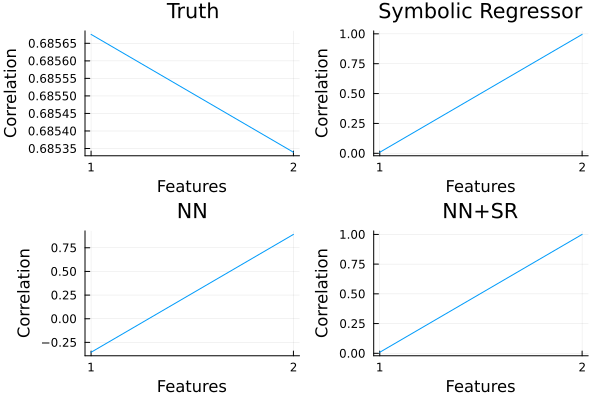 Truth
Correlation
0.68565
0.68560
0.68555
0.68550
0.68545
0.68540
0.68535
1
2
Features
Symbolic Regressor
Correlation
1.00
0.75
0.50
0.25
0.00
1
2
Features
NN
Correlation
0.75
0.50
0.25
0.00
−0.25
1
2
Features
NN+SR
Correlation
1.00
0.75
0.50
0.25
0.00
1
2
Features